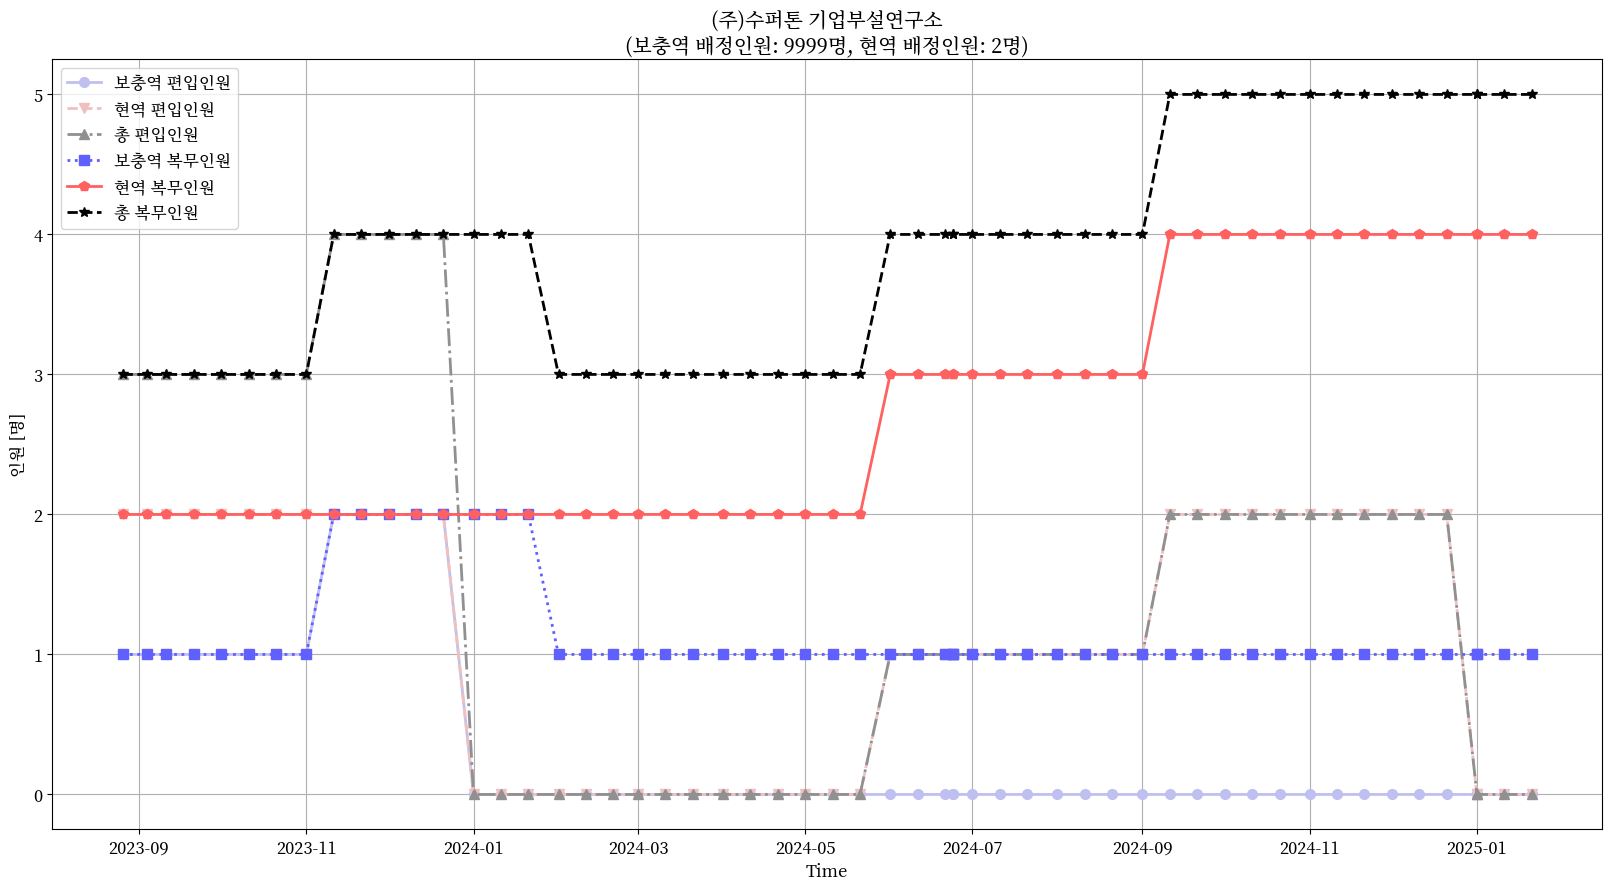 (주)수퍼톤 기업부설연구소
(보충역 배정인원: 9999명, 현역 배정인원: 2명)
보충역 편입인원
현역 편입인원
총 편입인원
보충역 복무인원
현역 복무인원
총 복무인원
인원 [명]
5
4
3
2
1
0
2023-09 2023-11 2024-01 2024-03 2024-05 2024-07 2024-09 2024-11 2025-01
Time